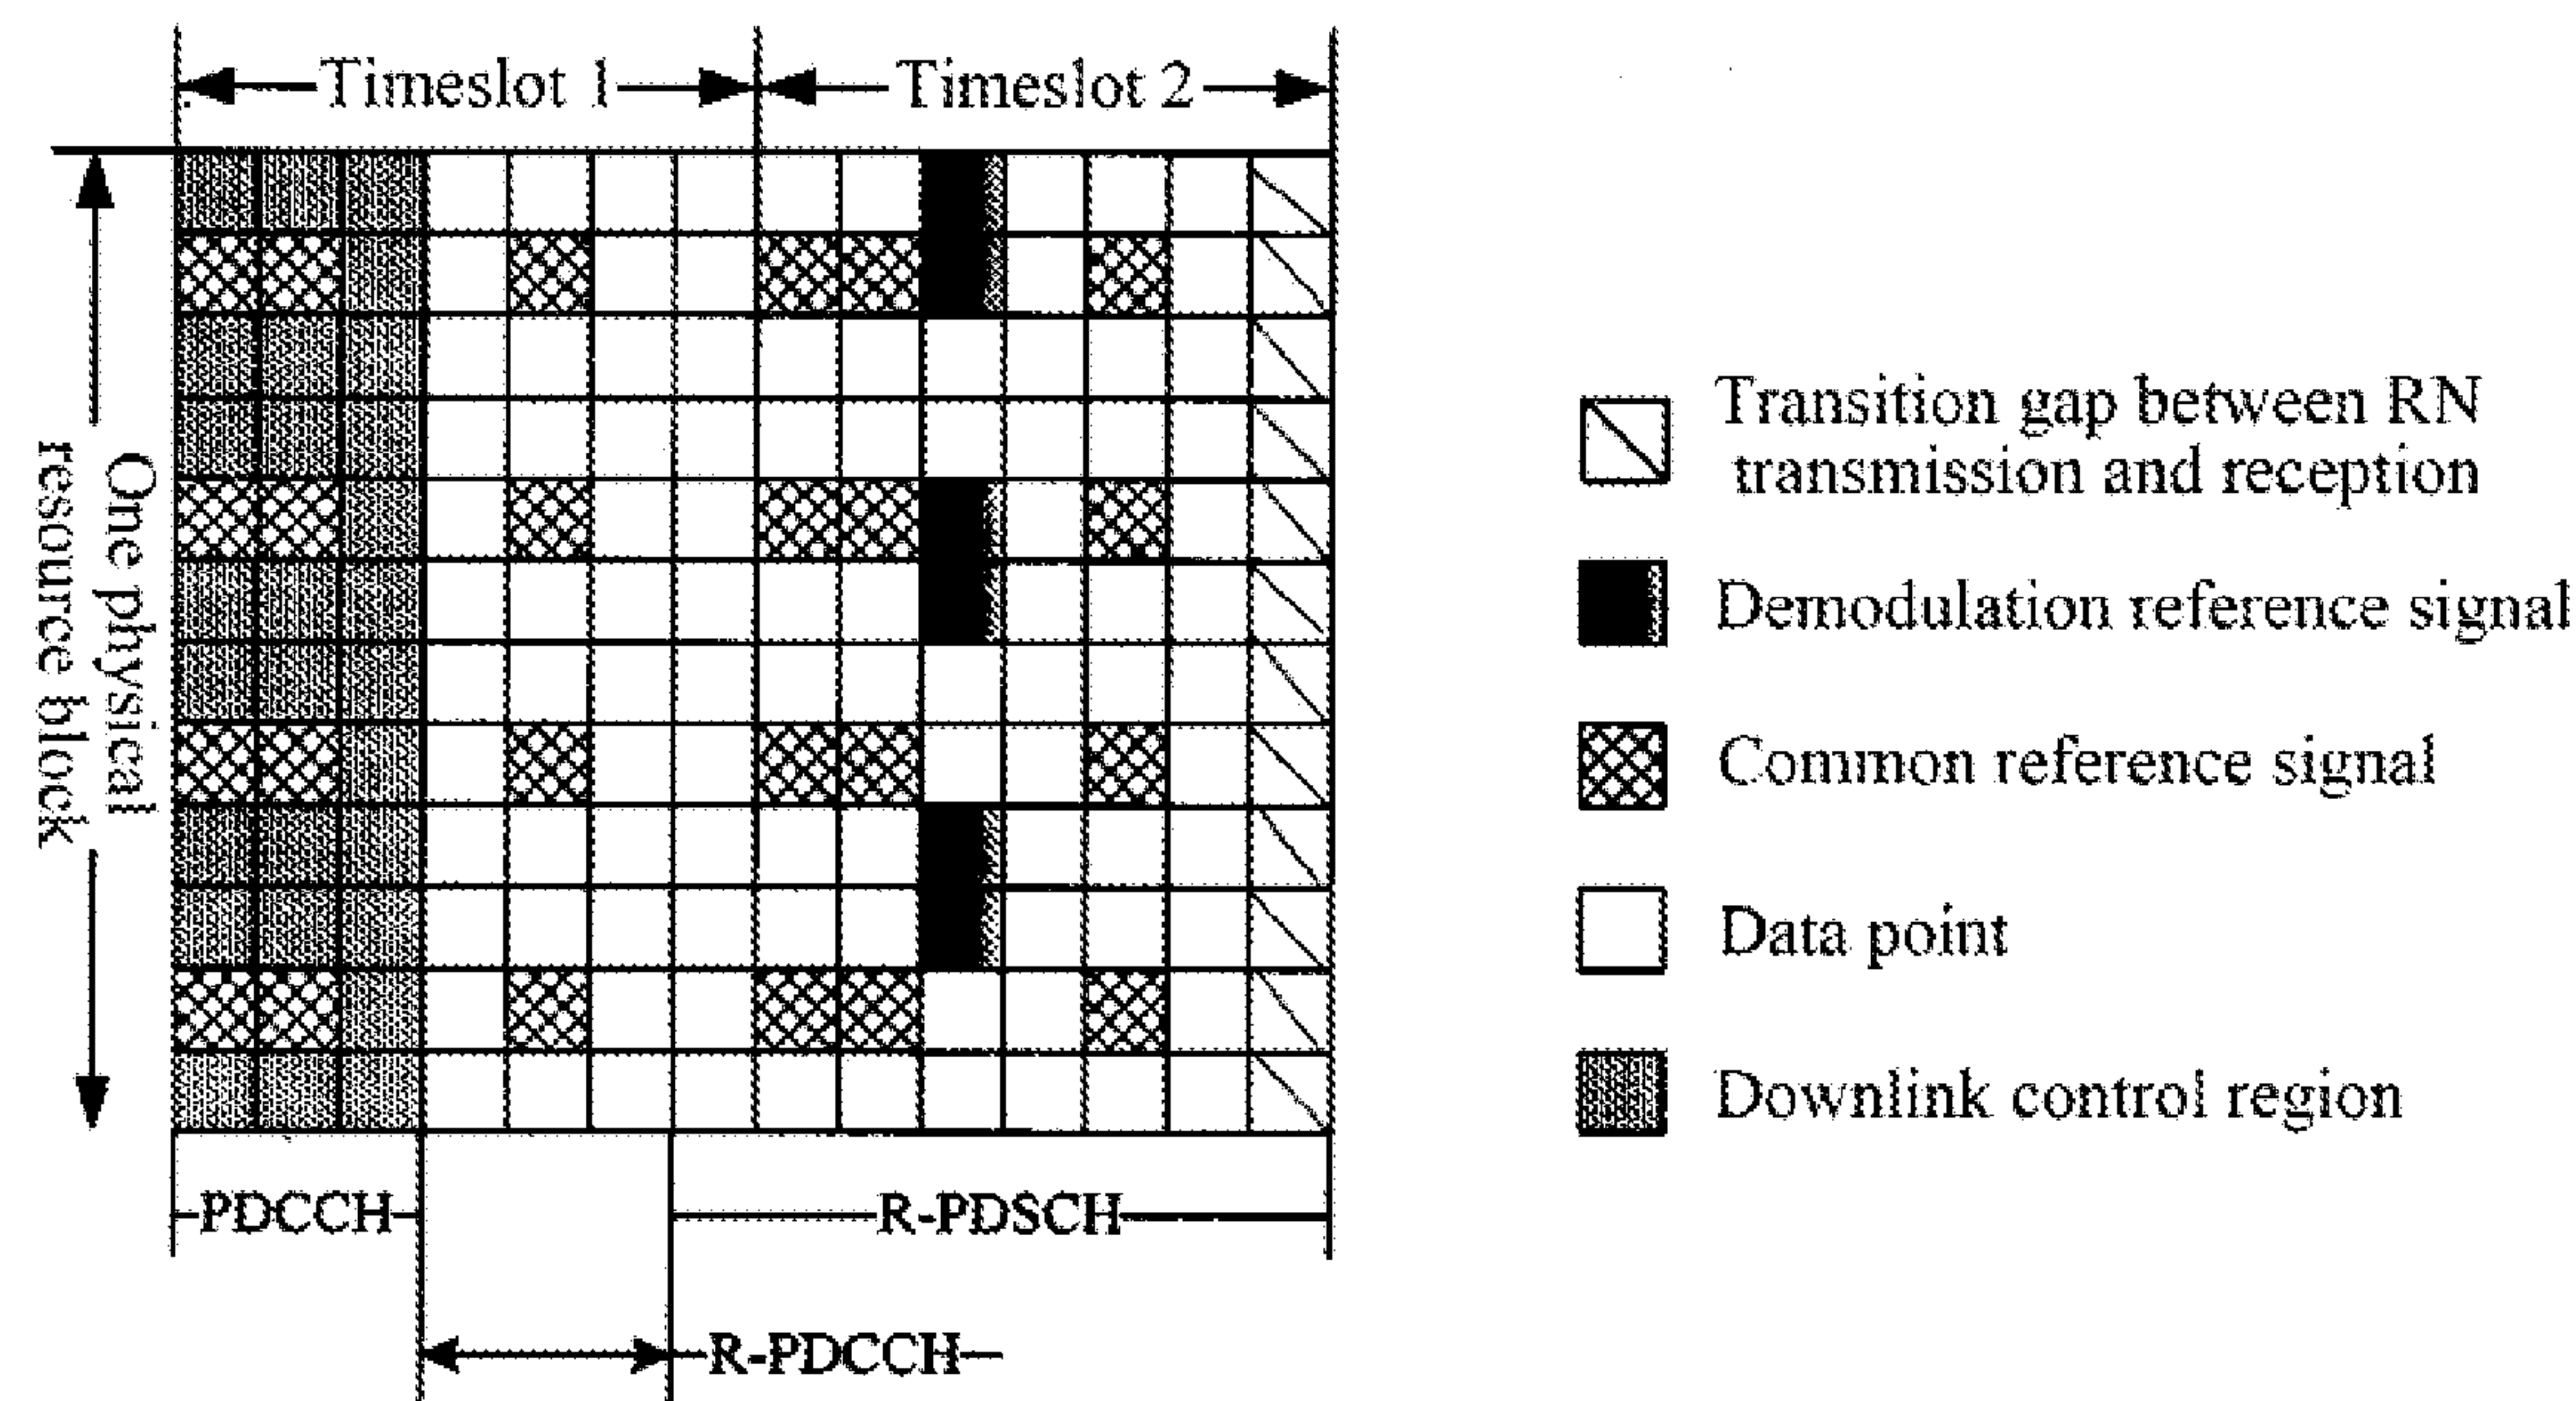 Timeslot 1
Timeslot 2
One physical
resource block
PDCCH
R-PDSCH
R-PDCCH
Transition gap between RN
transmission and reception
Demodulation reference signal
Common reference signal
Data point
Downlink control region